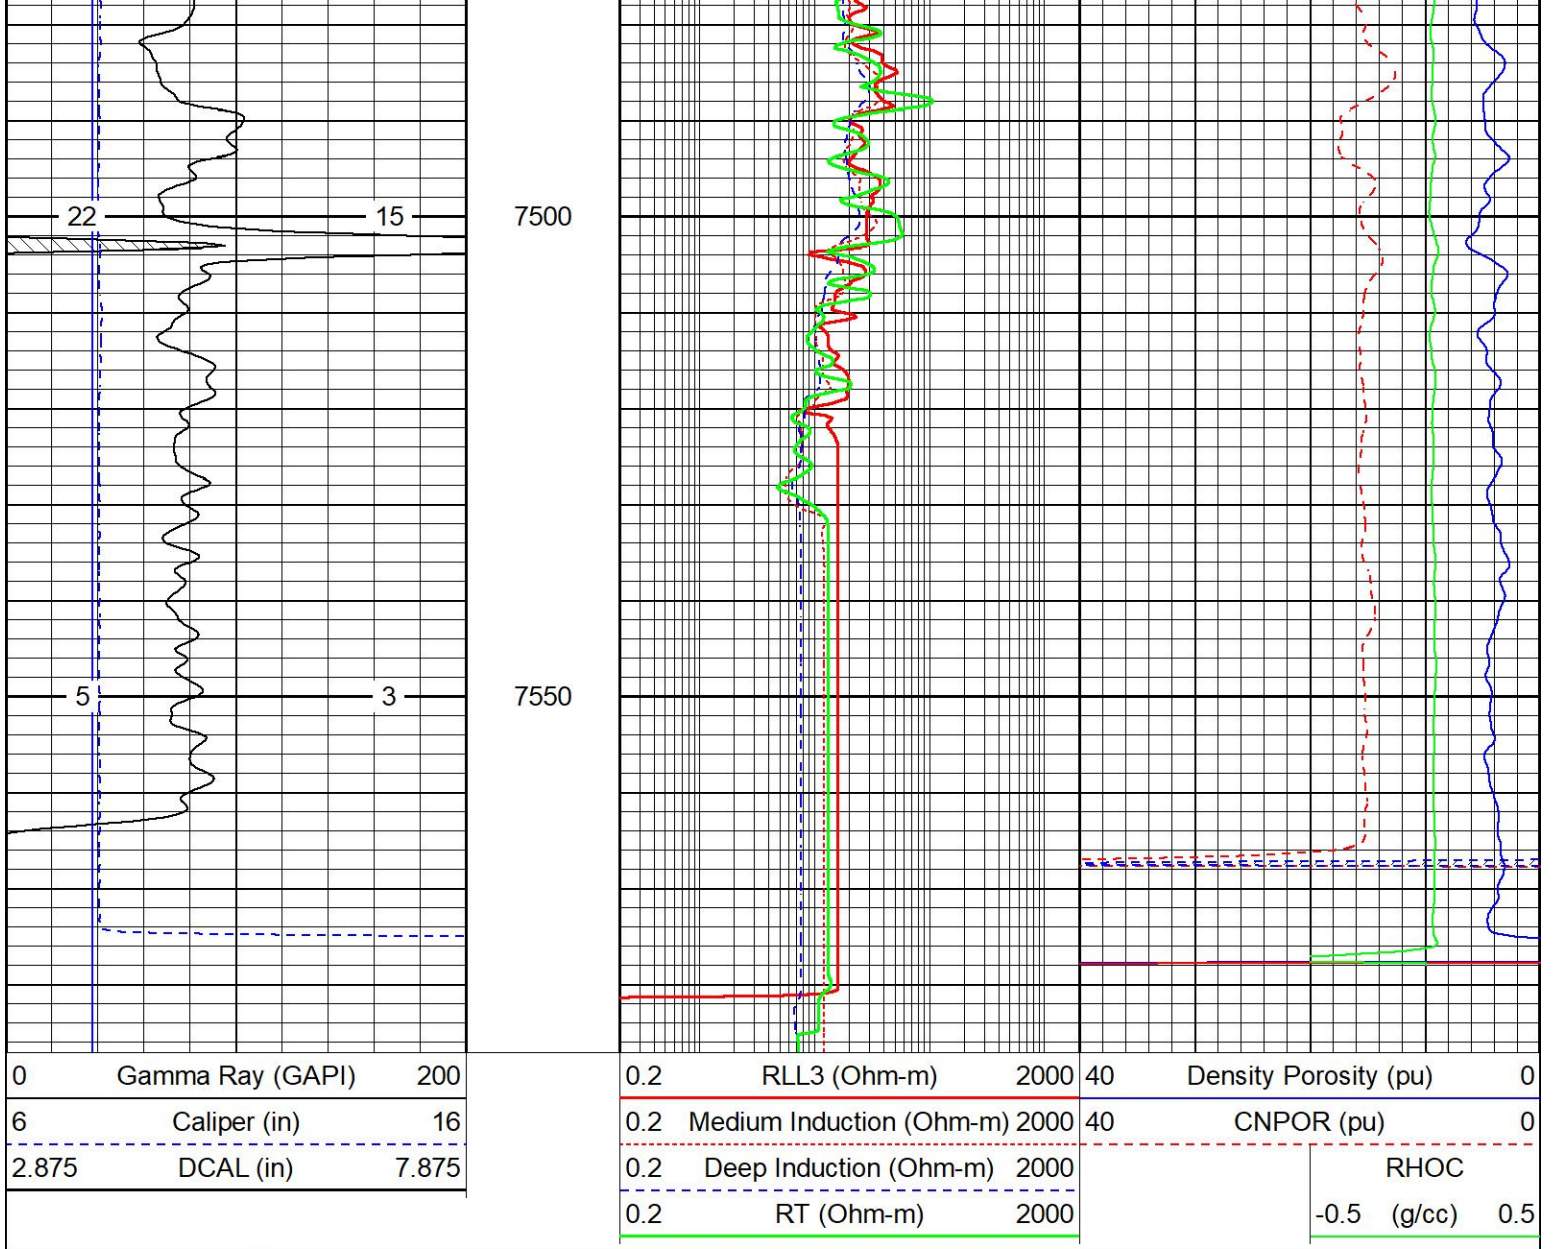 22 15 7500
5 3 7550
0 Gamma Ray (GAPI) 200 0.2 RLL3 (Ohm-m) 2000 40 Density Porosity (pu) 0
6 Caliper (in) 16 0.2 Medium Induction (Ohm-m) 2000 40 CNPOR (pu) 0
2.875 DCAL (in) 7.875 0.2 Deep Induction (Ohm-m) 2000 RHOC
0.2 RT (Ohm-m) 2000 -0.5 (g/cc) 0.5